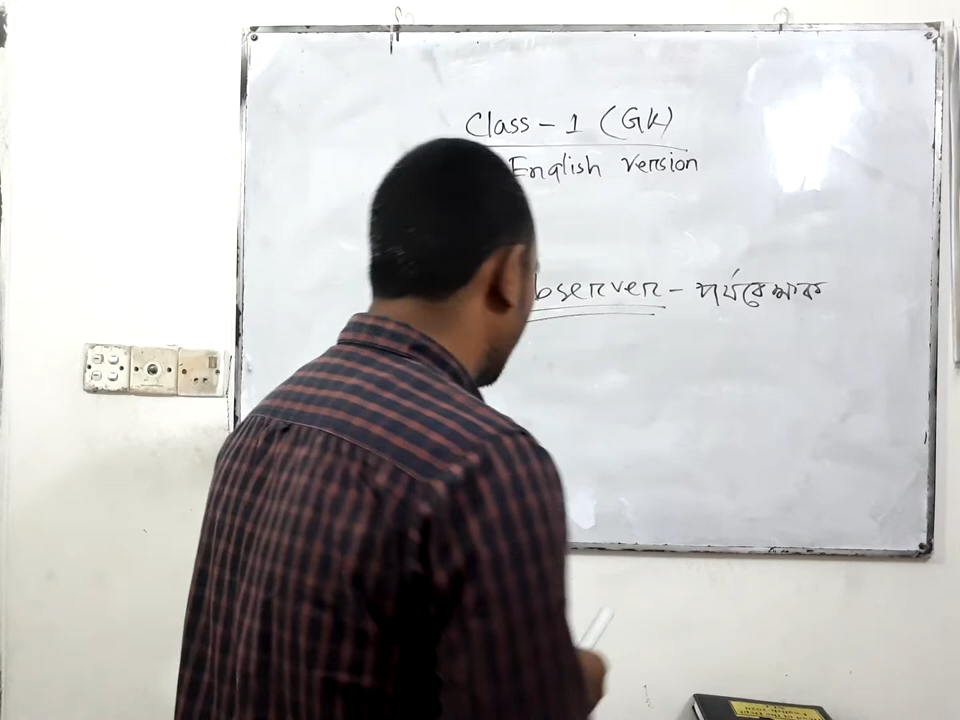 Class - 1 (GK)
English version
bserver - পর্যবেক্ষক